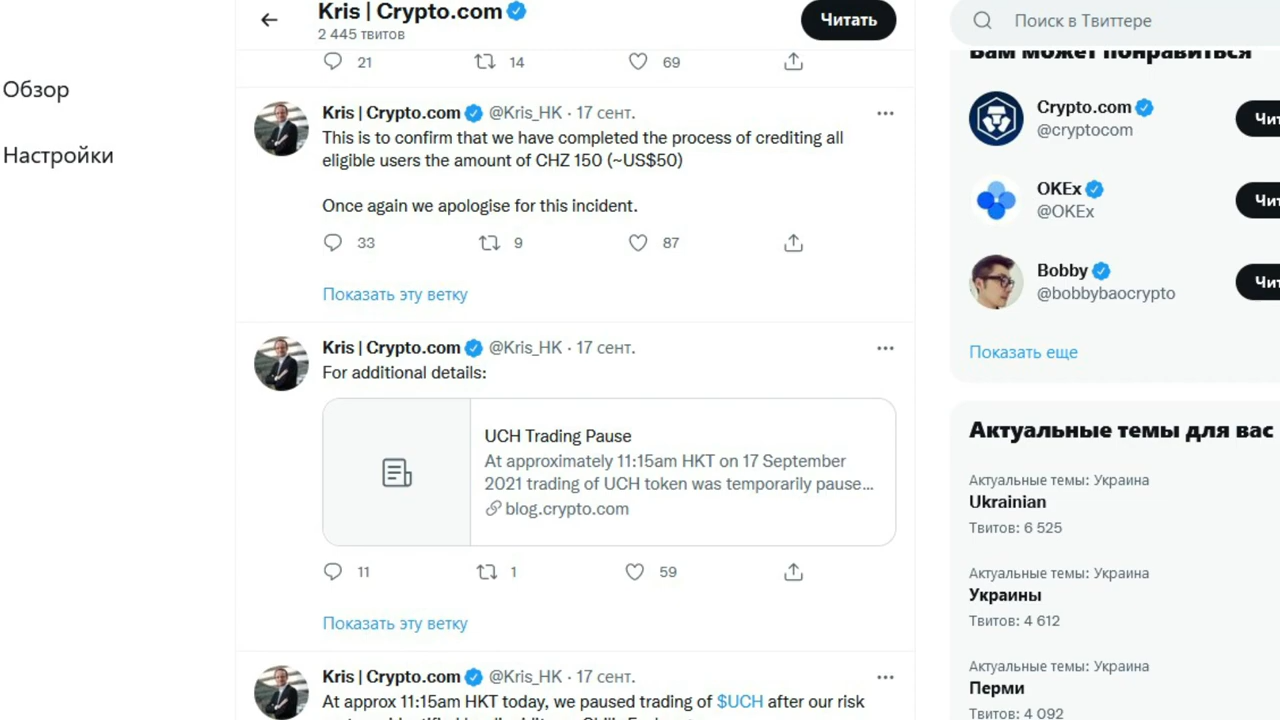 Обзор
Настройки
Kris | Crypto.com
2 445 твитов
Читать
21 14 69
Kris | Crypto.com @Kris_HK · 17 сент.
This is to confirm that we have completed the process of crediting all
eligible users the amount of CHZ 150 (~US$50)
Once again we apologise for this incident.
33 9 87
Показать эту ветку
Kris | Crypto.com @Kris_HK · 17 сент.
For additional details:
UCH Trading Pause
At approximately 11:15am HKT on 17 September
2021 trading of UCH token was temporarily pause...
blog.crypto.com
11 1 59
Показать эту ветку
Kris | Crypto.com @Kris_HK · 17 сент.
At approx 11:15am HKT today, we paused trading of $UCH after our risk
Поиск в Твиттере
Вам может понравиться
Crypto.com
@cryptocom
Чит
OKEx
@OKEx
Чит
Bobby
@bobbybaocrypto
Чит
Показать еще
Актуальные темы для вас
Актуальные темы: Украина
Ukrainian
Твитов: 6 525
Актуальные темы: Украина
Украины
Твитов: 4 612
Актуальные темы: Украина
Перми
Твитов: 4 092